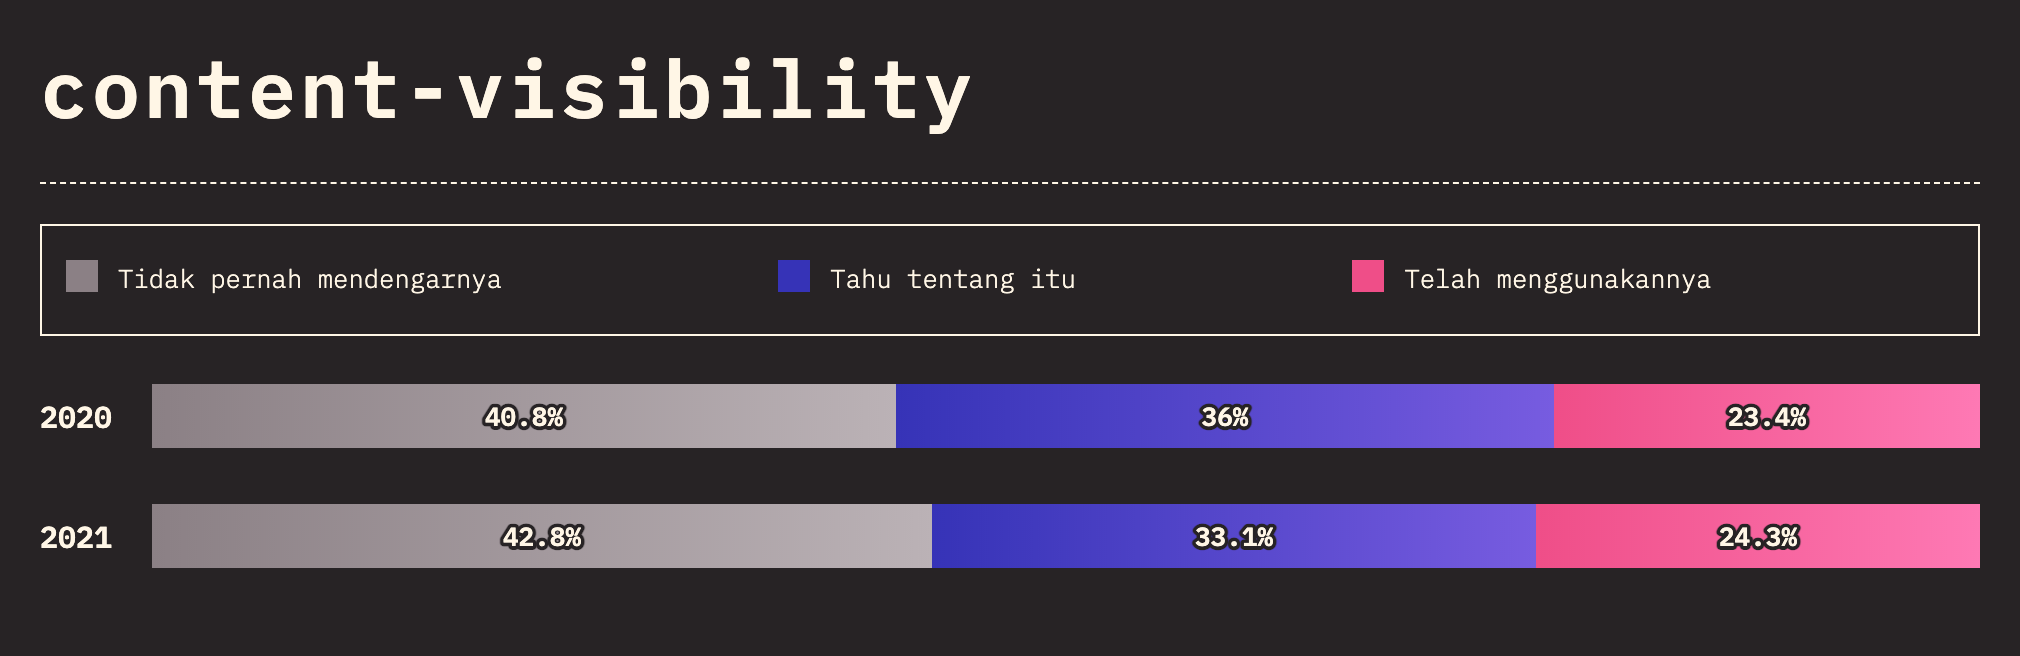 content-visibility
Tidak pernah mendengarnya
Tahu tentang itu
Telah menggunakannya
2020 40.8% 36% 23.4%
2021 42.8% 33.1% 24.3%